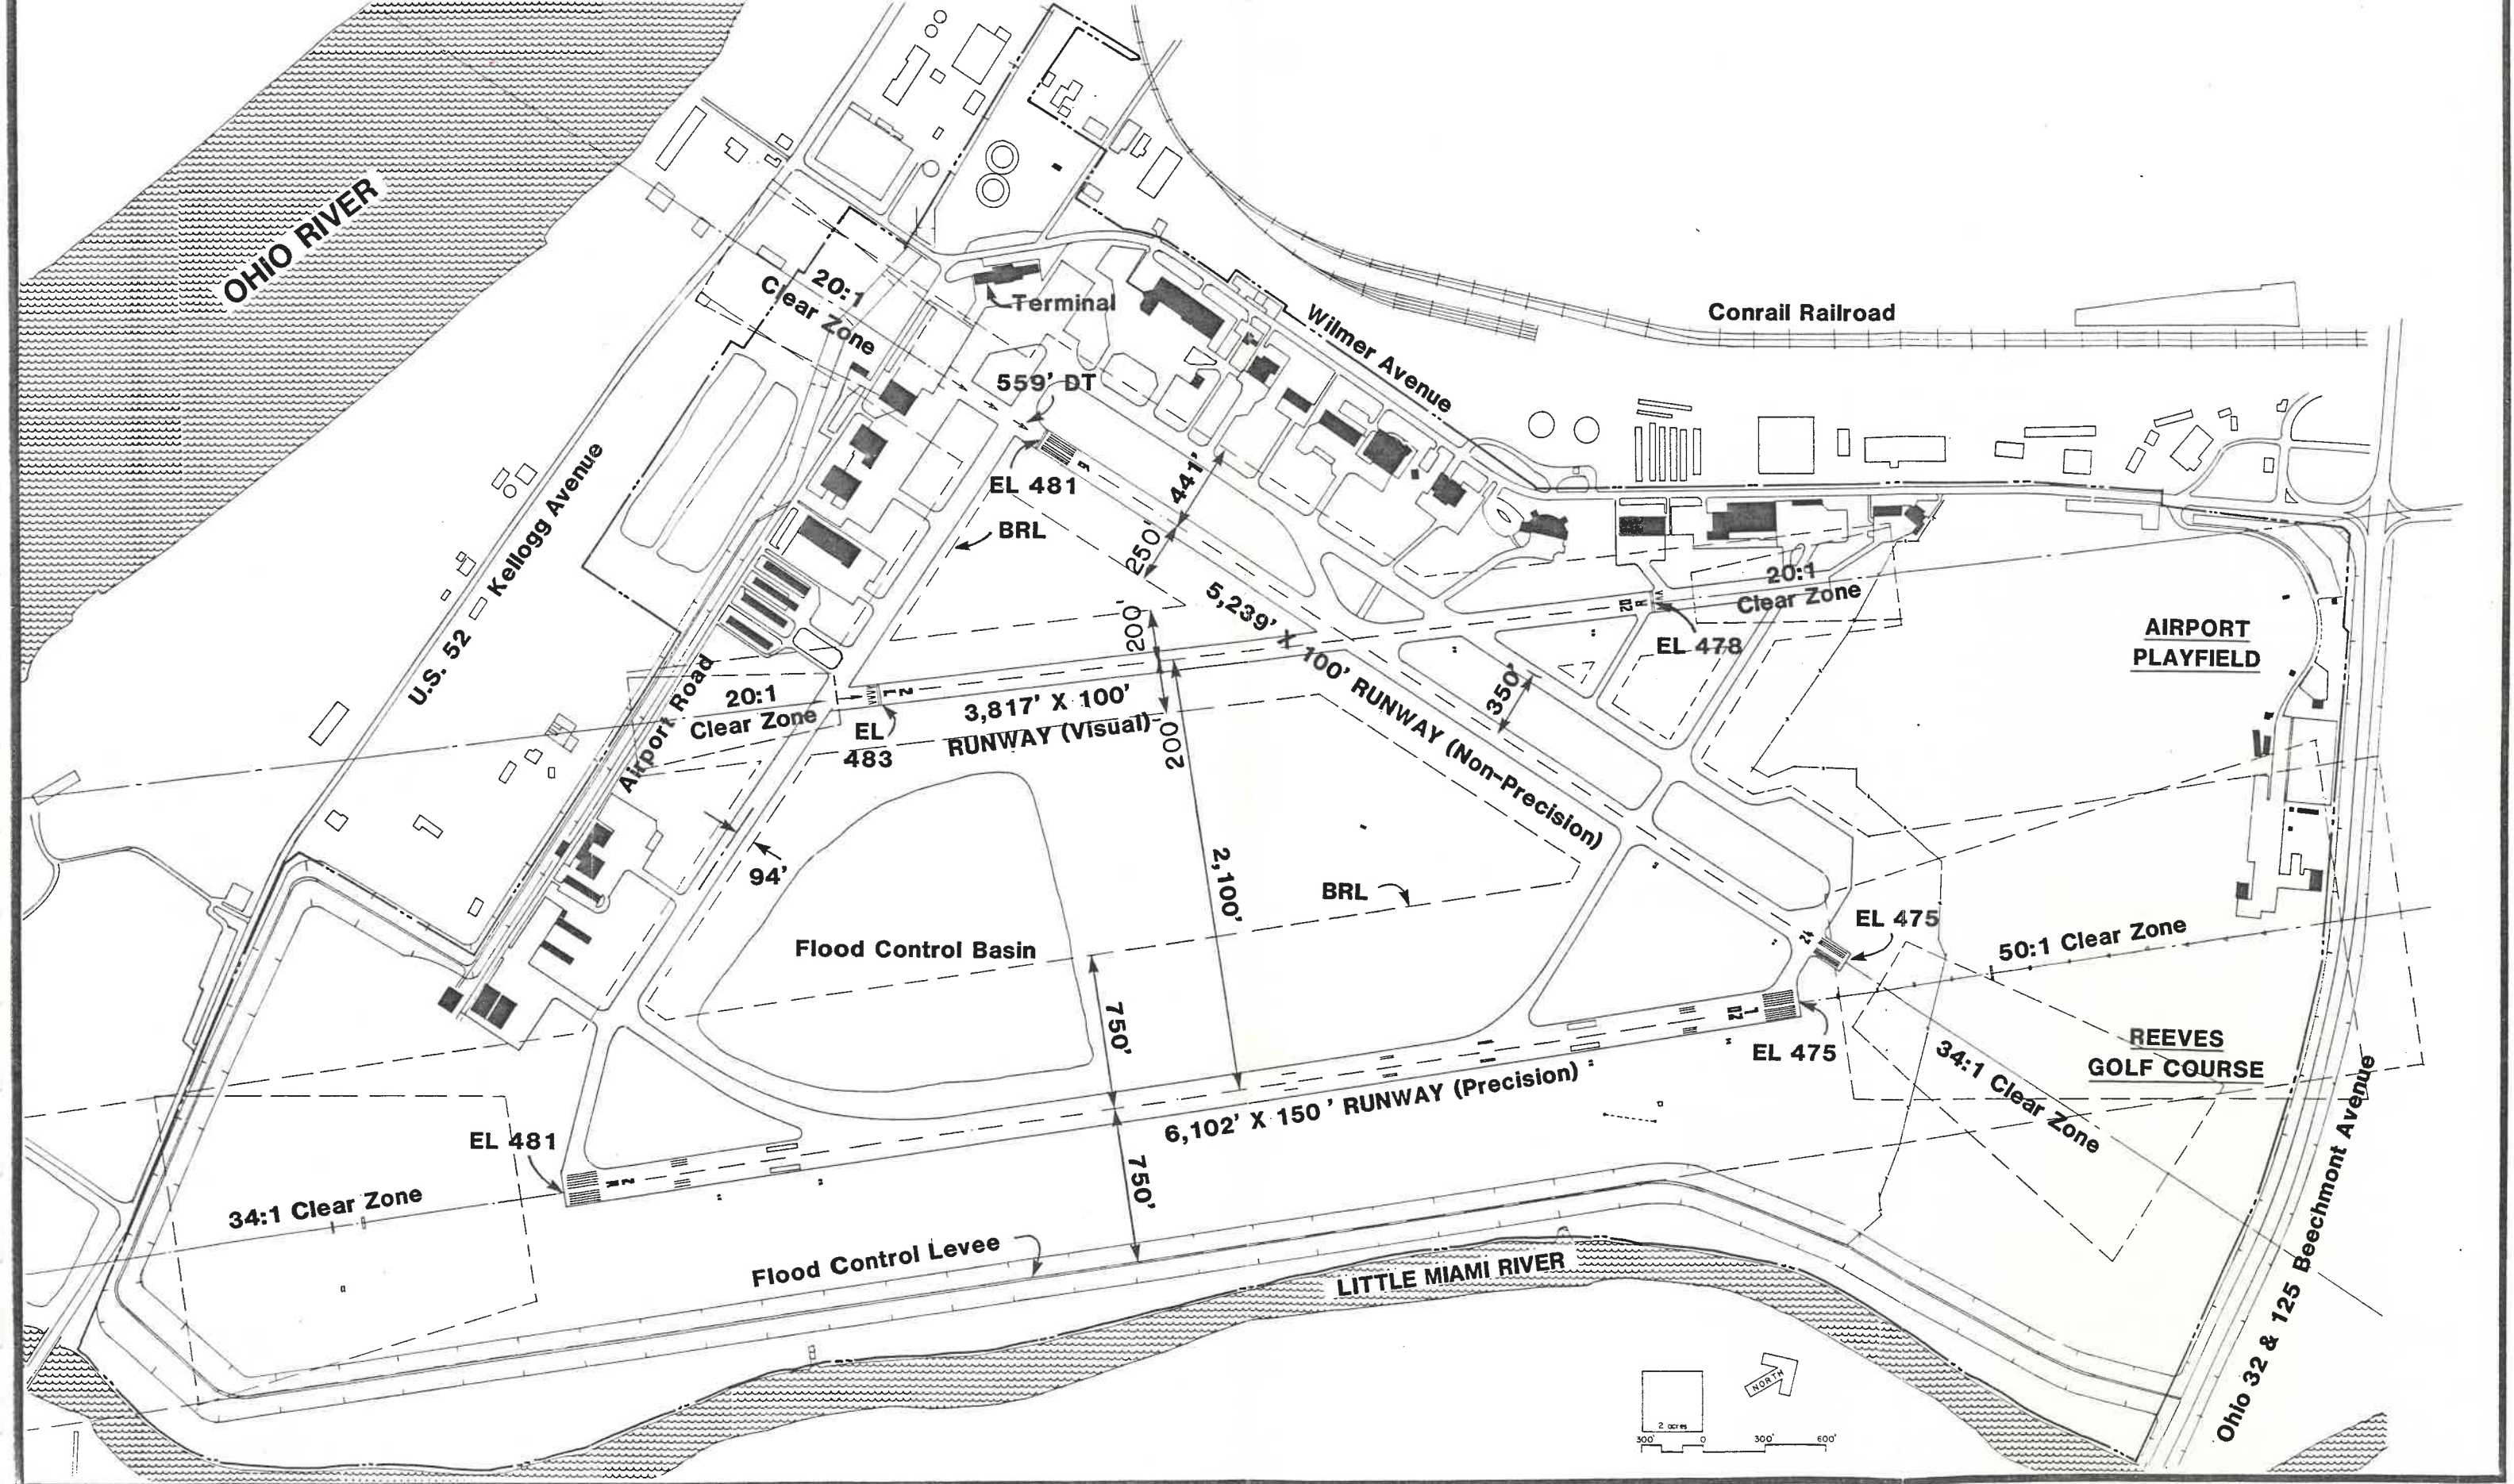 OHIO RIVER
20:1
Clear Zone
Terminal
Wilmer Avenue
Conrail Railroad
559' DT
6
EL 481
441'
250'
BRL
U.S. 52
Kellogg Avenue
200'
5,239' X 100' RUNWAY (Non-Precision)
20:1
Clear Zone
EL 478
350'
AIRPORT
PLAYFIELD
Airport Road
20:1
Clear Zone
2
L
EL
483
3,817' X 100'
RUNWAY (Visual)
200'
94'
2,100'
BRL
24
EL 475
50:1 Clear Zone
Flood Control Basin
750'
EL 475
REEVES
GOLF COURSE
34:1 Clear Zone
6,102' X 150' RUNWAY (Precision)
EL 481
34:1 Clear Zone
750'
Flood Control Levee
LITTLE MIAMI RIVER
Ohio 32 & 125 Beechmont Avenue
2 acres
NORTH
300' 0 300' 600'